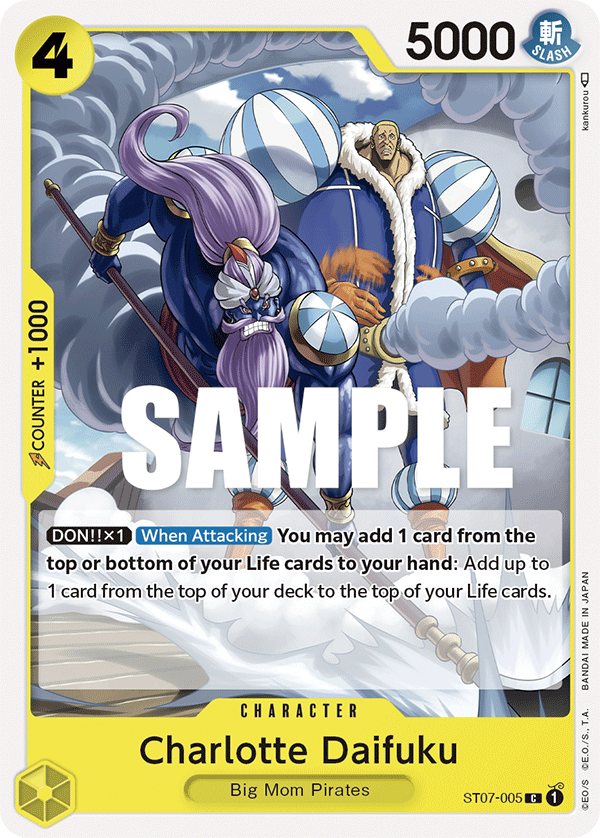 4
5000
斬
SLASH
kankurou
COUNTER +1000
SAMPLE
DON!!×1 When Attacking You may add 1 card from the
top or bottom of your Life cards to your hand: Add up to
1 card from the top of your deck to the top of your Life cards.
CHARACTER
Charlotte Daifuku
Big Mom Pirates
ST07-005 C 1
©EO/S ©E.O./S., T.A. BANDAI MADE IN JAPAN